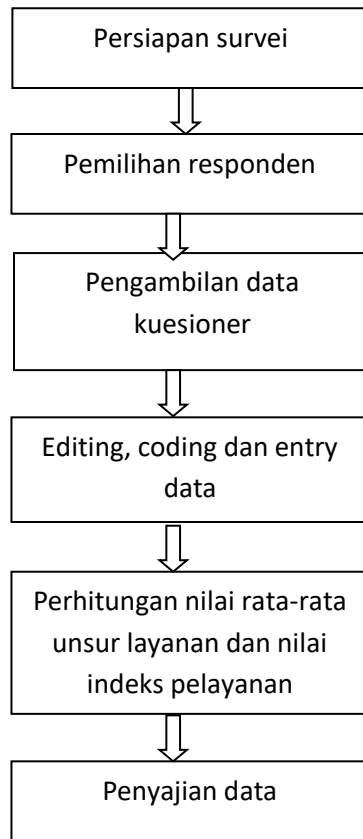 Persiapan survei
Pemilihan responden
Pengambilan data
kuesioner
Editing, coding dan entry
data
Perhitungan nilai rata-rata
unsur layanan dan nilai
indeks pelayanan
Penyajian data